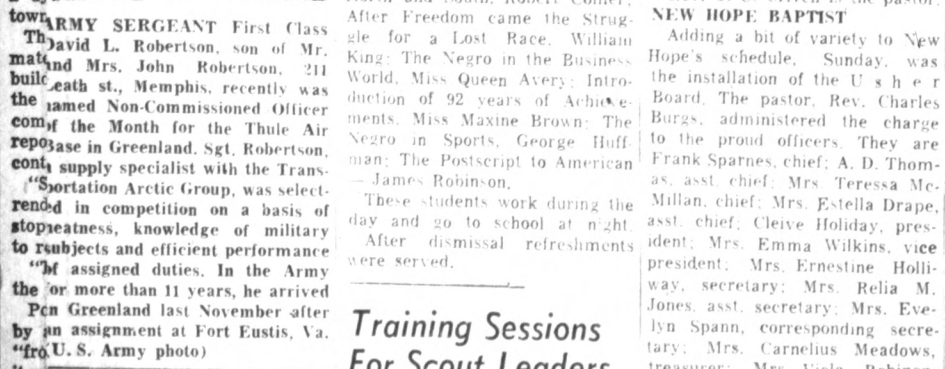 ARMY SERGEANT First Class
David L. Robertson, son of Mr.
and Mrs. John Robertson, 211
st., Memphis, recently was
named Non-Commissioned Officer
of the Month for the Thule Air
Base in Greenland. Sgt. Robertson,
supply specialist with the Trans-
portation Arctic Group, was select-
ed in competition on a basis of
neatness, knowledge of military
subjects and efficient performance
of assigned duties. In the Army
for more than 11 years, he arrived
in Greenland last November after
an assignment at Fort Eustis, Va.
U. S. Army photo)
After Freedom came the Strug-
gle for a Lost Race, William
King; The Negro in the Business
World, Miss Queen Avery; Intro-
duction of 92 years of Achieve-
ments, Miss Maxine Brown; The
Negro in Sports, George Huff-
man; The Postscript to American
— James Robinson.
These students work during the
day and go to school at night.
After dismissal refreshments
were served.
Training Sessions
For Scout Leaders
NEW HOPE BAPTIST
Adding a bit of variety to New
Hope's schedule, Sunday, was
the installation of the Usher
Board. The pastor, Rev. Charles
Burgs, administered the charge
to the proud officers. They are
Frank Sparnes, chief; A. D. Thom-
as, asst. chief; Mrs. Teressa Mc-
Millan, chief; Mrs. Estella Drape,
asst. chief; Cleive Holiday, pres-
ident; Mrs. Emma Wilkins, vice
president; Mrs. Ernestine Holli-
way, secretary; Mrs. Relia M.
Jones, asst. secretary; Mrs. Eve-
lyn Spann, corresponding secre-
tary; Mrs. Carnelius Meadows,